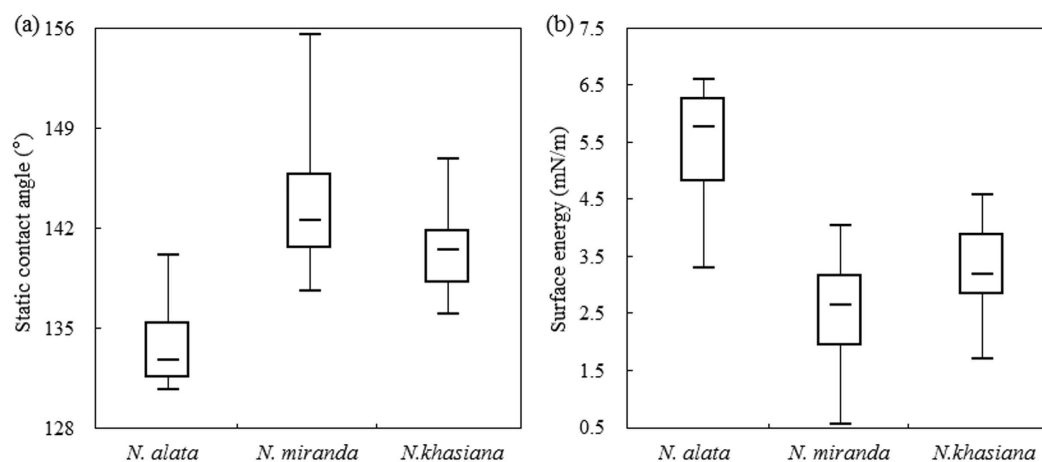 (a)
Static contact angle (°)
156
149
142
135
128
N. alata
N. miranda
N.khasiana
(b)
Surface energy (mN/m)
7.5
6.5
5.5
4.5
3.5
2.5
1.5
0.5
N. alata
N. miranda
N.khasiana